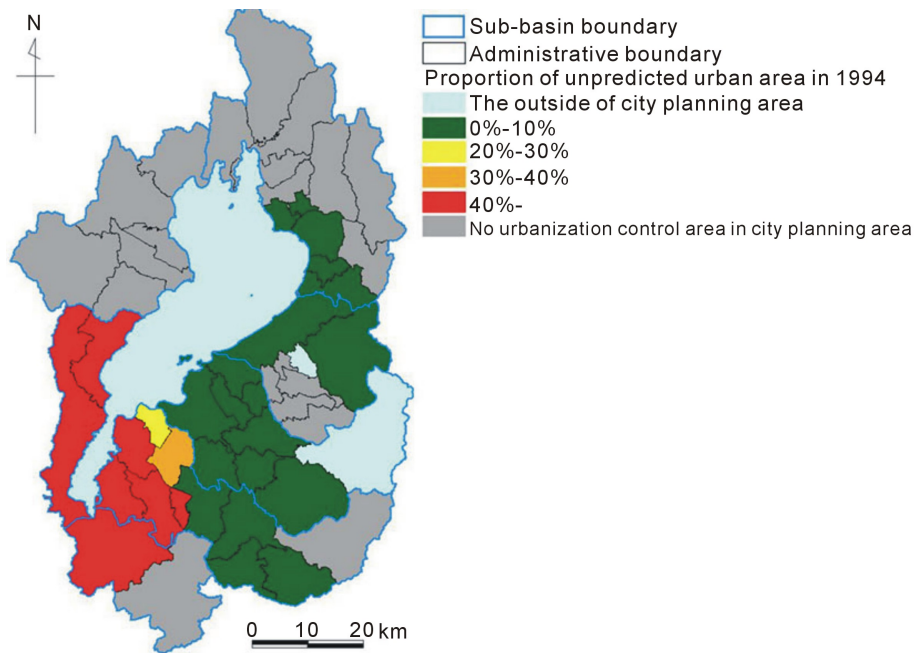 N
Sub-basin boundary
Administrative boundary
Proportion of unpredicted urban area in 1994
The outside of city planning area
0%-10%
20%-30%
30%-40%
40%-
No urbanization control area in city planning area
0 10 20 km